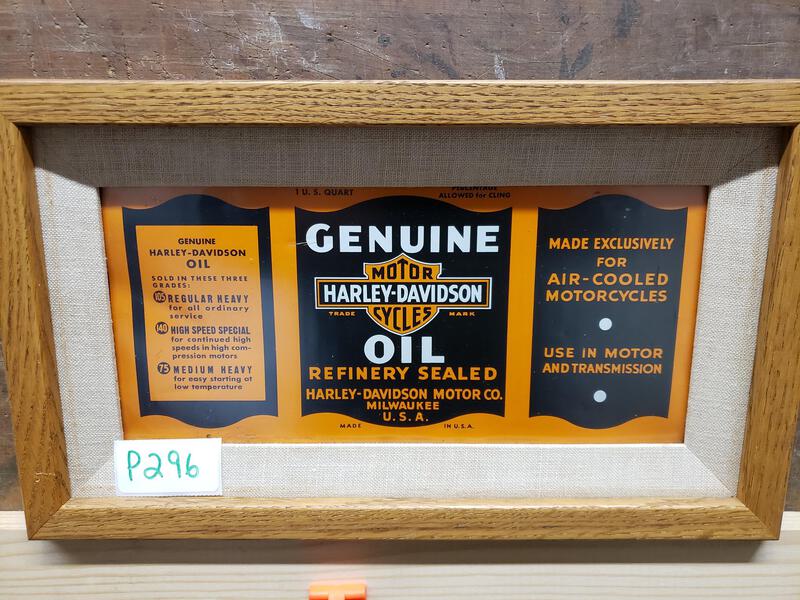 GENUINE
HARLEY-DAVIDSON
OIL
SOLD IN THESE THREE
GRADES:
105 REGULAR HEAVY
for all ordinary
service
140 HIGH SPEED SPECIAL
for continued high
speeds in high com-
pression motors
75 MEDIUM HEAVY
for easy starting at
low temperature
1 U.S. QUART
PERCENTAGE
ALLOWED for CLING
GENUINE
MOTOR
HARLEY-DAVIDSON
CYCLES
TRADE MARK
OIL
REFINERY SEALED
HARLEY-DAVIDSON MOTOR CO.
MILWAUKEE
U.S.A.
MADE IN U.S.A.
MADE EXCLUSIVELY
FOR
AIR-COOLED
MOTORCYCLES
USE IN MOTOR
AND TRANSMISSION
P296